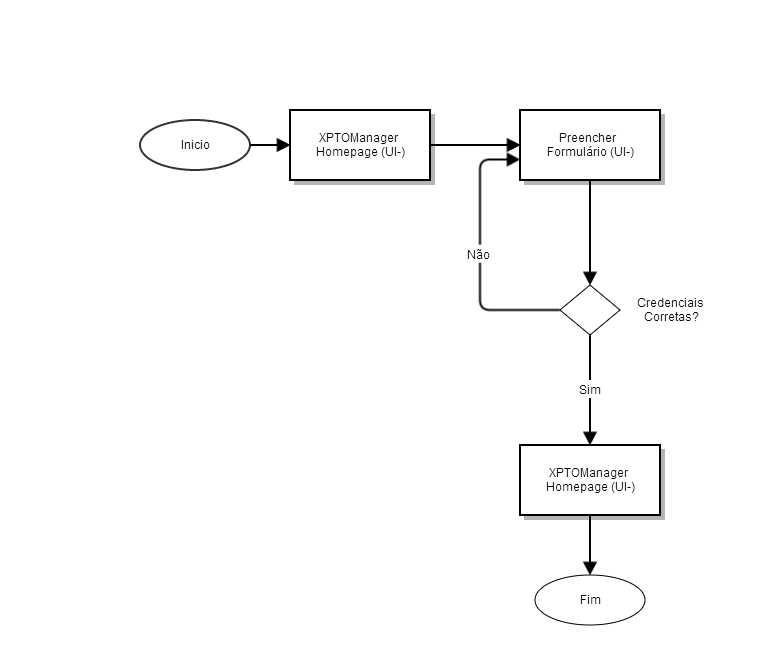 Inicio
XPTOManager
Homepage (UI-)
Preencher
Formulário (UI-)
Não
Credenciais
Corretas?
Sim
XPTOManager
Homepage (UI-)
Fim